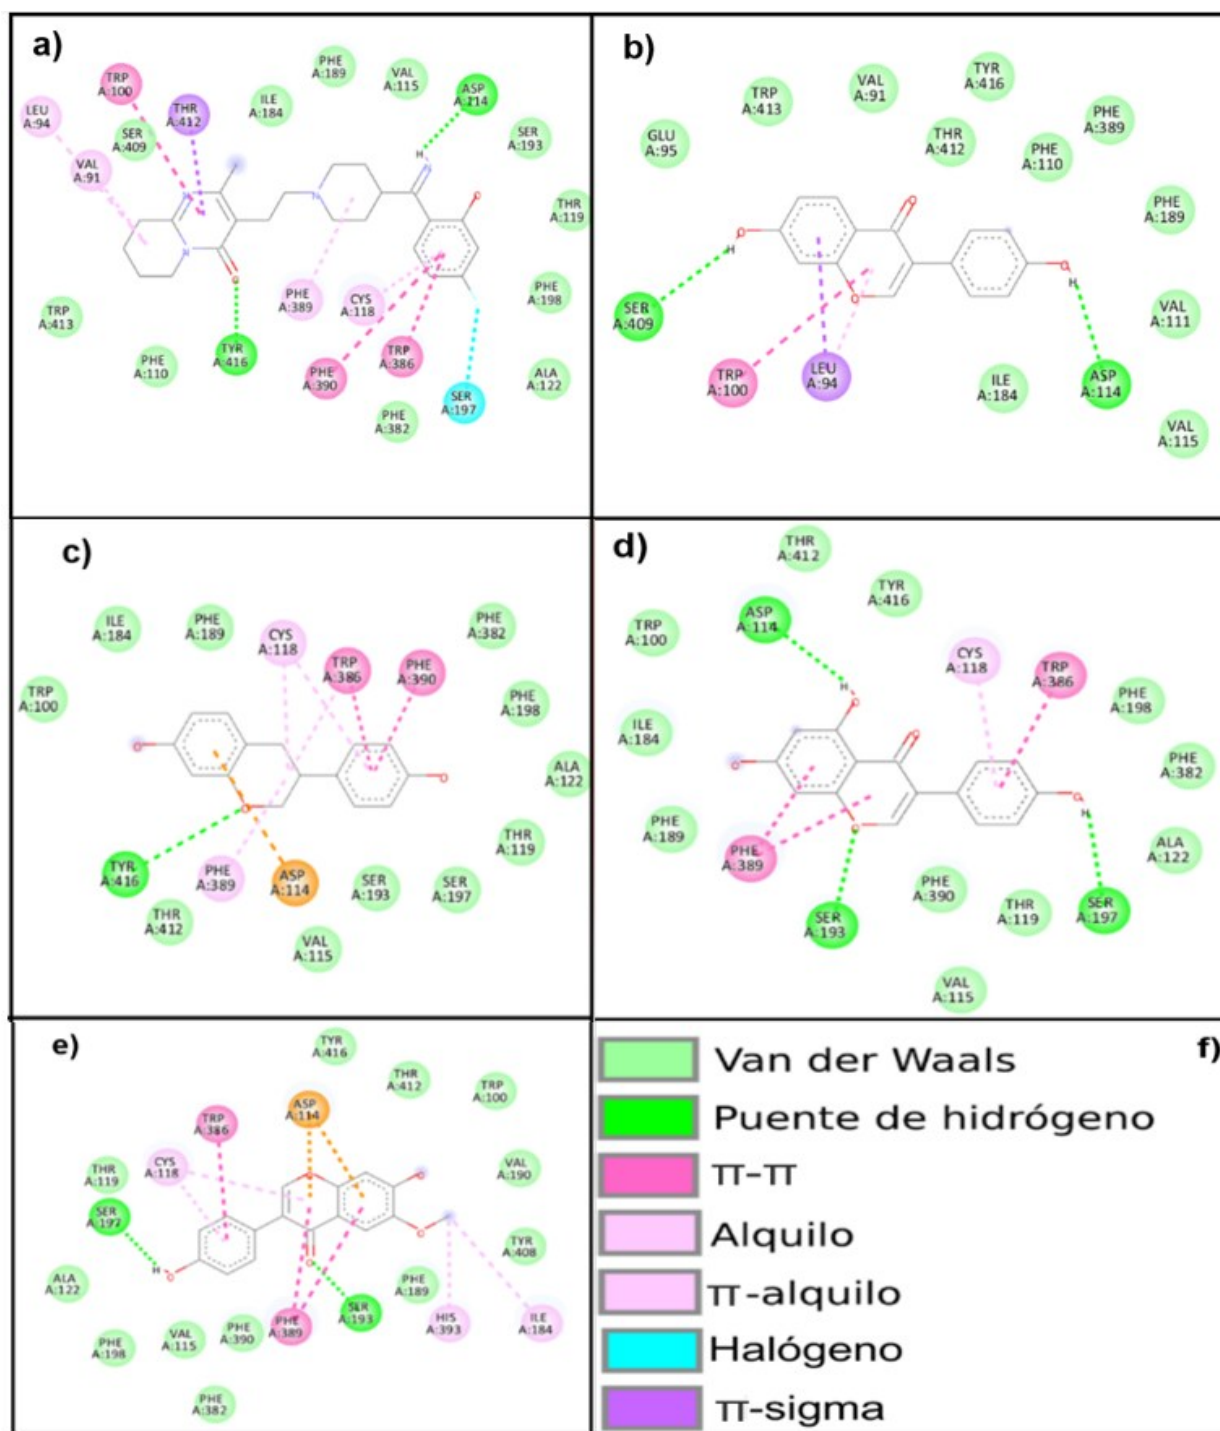 a)
TRP
A:100
LEU
A:94
SER
A:409
THR
A:412
VAL
A:91
ILE
A:184
PHE
A:189
VAL
A:115
ASP
A:114
SER
A:193
THR
A:119
PHE
A:198
ALA
A:122
SER
A:197
PHE
A:382
TRP
A:386
PHE
A:390
CYS
A:118
PHE
A:389
TYR
A:416
PHE
A:110
TRP
A:413
N
N
O
N
H
N
O
b)
GLU
A:95
TRP
A:413
VAL
A:91
TYR
A:416
THR
A:412
PHE
A:110
PHE
A:389
PHE
A:189
VAL
A:111
VAL
A:115
ASP
A:114
ILE
A:184
LEU
A:94
TRP
A:100
SER
A:409
O
H
O
O
O
H
c)
ILE
A:184
PHE
A:189
CYS
A:118
TRP
A:386
PHE
A:390
PHE
A:382
PHE
A:198
ALA
A:122
THR
A:119
SER
A:197
SER
A:193
VAL
A:115
ASP
A:114
PHE
A:389
THR
A:412
TYR
A:416
TRP
A:100
O
O
O
d)
THR
A:412
ASP
A:114
TYR
A:416
TRP
A:100
CYS
A:118
TRP
A:386
PHE
A:198
PHE
A:382
ALA
A:122
SER
A:197
THR
A:119
PHE
A:390
VAL
A:115
SER
A:193
PHE
A:389
PHE
A:189
ILE
A:184
H
O
O
O
O
O
H
e)
TYR
A:416
THR
A:412
TRP
A:100
ASP
A:114
TRP
A:386
CYS
A:118
THR
A:119
SER
A:197
VAL
A:190
TYR
A:408
PHE
A:189
ALA
A:122
PHE
A:198
VAL
A:115
PHE
A:390
PHE
A:389
SER
A:193
HIS
A:393
ILE
A:184
PHE
A:382
O
O
O
O
H
O
f)
Van der Waals
Puente de hidrógeno
π-π
Alquilo
π-alquilo
Halógeno
π-sigma